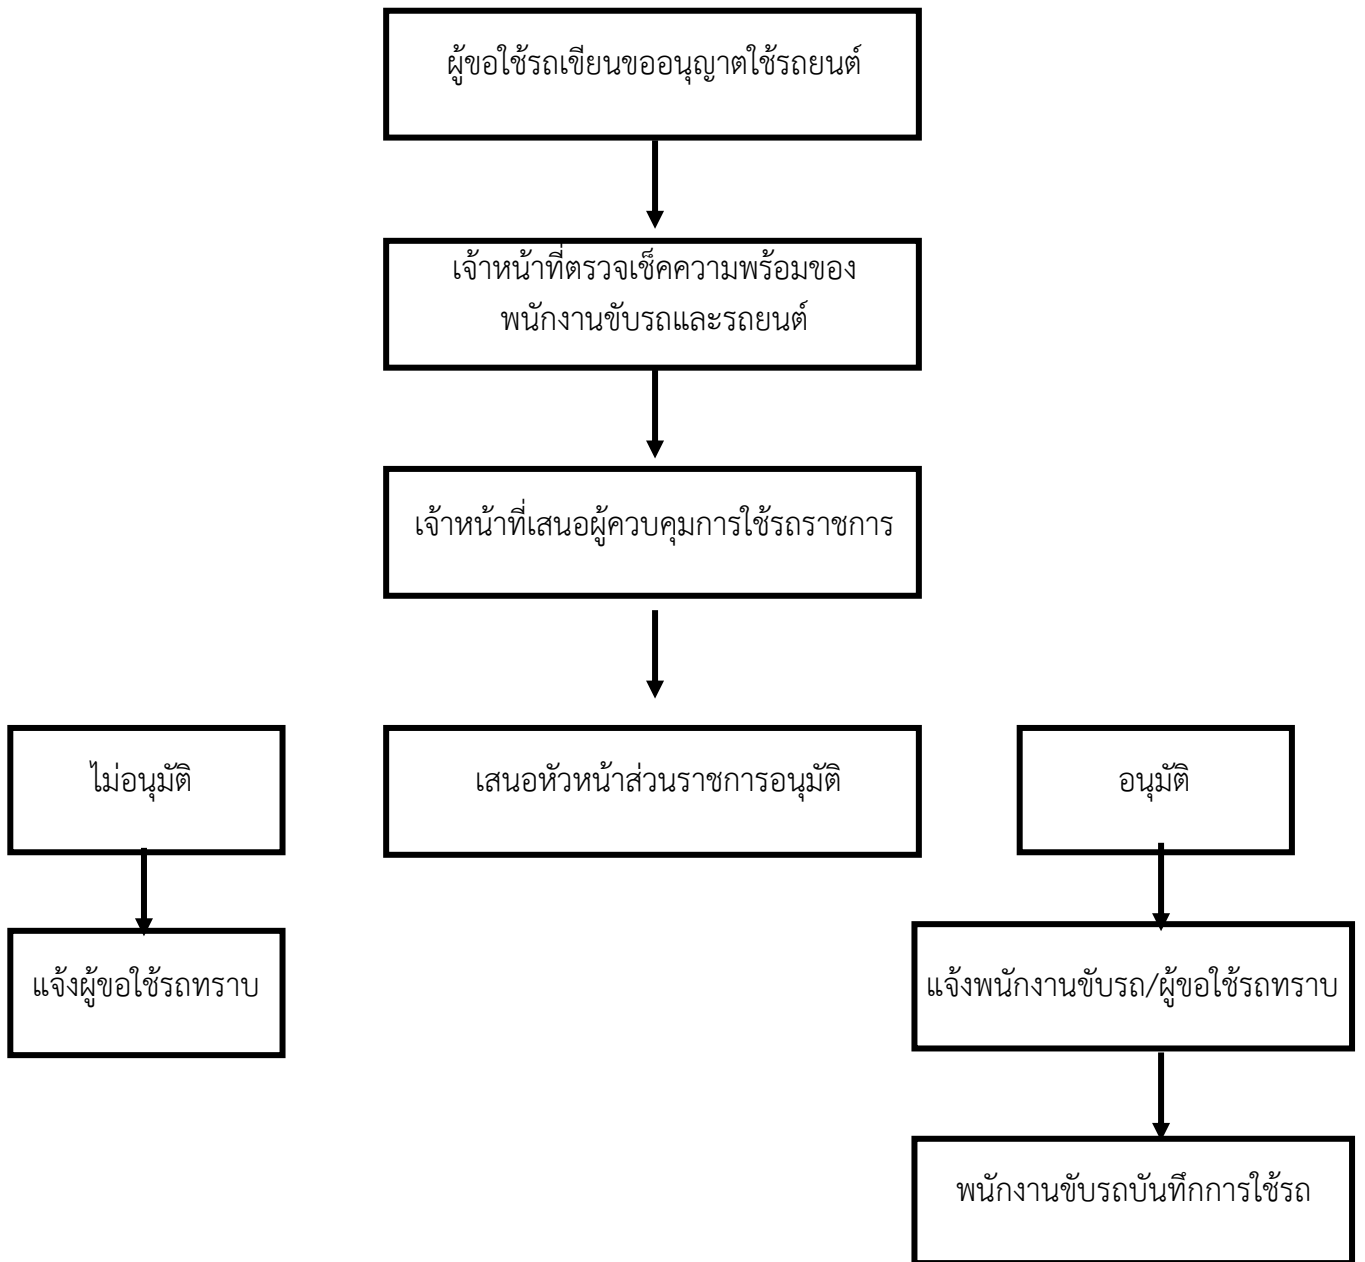 ผู้ขอใช้รถเขียนขออนุญาตใช้รถยนต์
เจ้าหน้าที่ตรวจเช็คความพร้อมของ
พนักงานขับรถและรถยนต์
เจ้าหน้าที่เสนอผู้ควบคุมการใช้รถราชการ
ไม่อนุมัติ
เสนอหัวหน้าส่วนราชการอนุมัติ
อนุมัติ
แจ้งผู้ขอใช้รถทราบ
แจ้งพนักงานขับรถ/ผู้ขอใช้รถทราบ
พนักงานขับรถบันทึกการใช้รถ